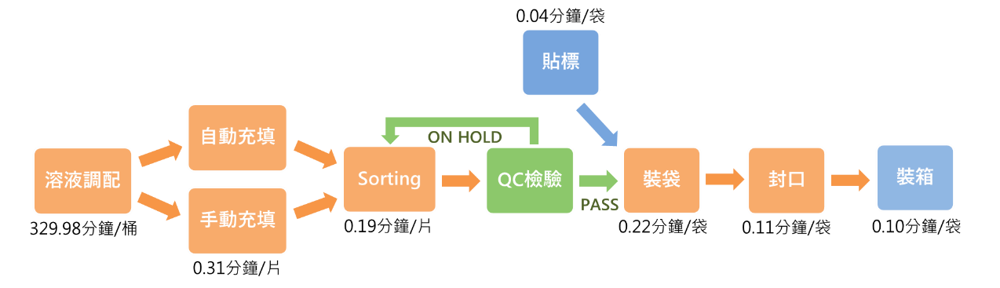 0.04分鐘/袋
貼標
自動充填
ON HOLD
溶液調配
Sorting
QC檢驗
裝袋
封口
裝箱
PASS
手動充填
329.98分鐘/桶
0.19分鐘/片
0.22分鐘/袋
0.11分鐘/袋
0.10分鐘/袋
0.31分鐘/片